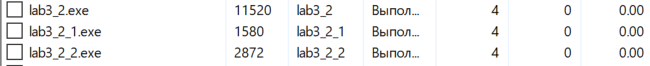 lab3_2.exe 11520 lab3_2 Выпол... 4 0 0.00
lab3_2_1.exe 1580 lab3_2_1 Выпол... 4 0 0.00
lab3_2_2.exe 2872 lab3_2_2 Выпол... 4 0 0.00